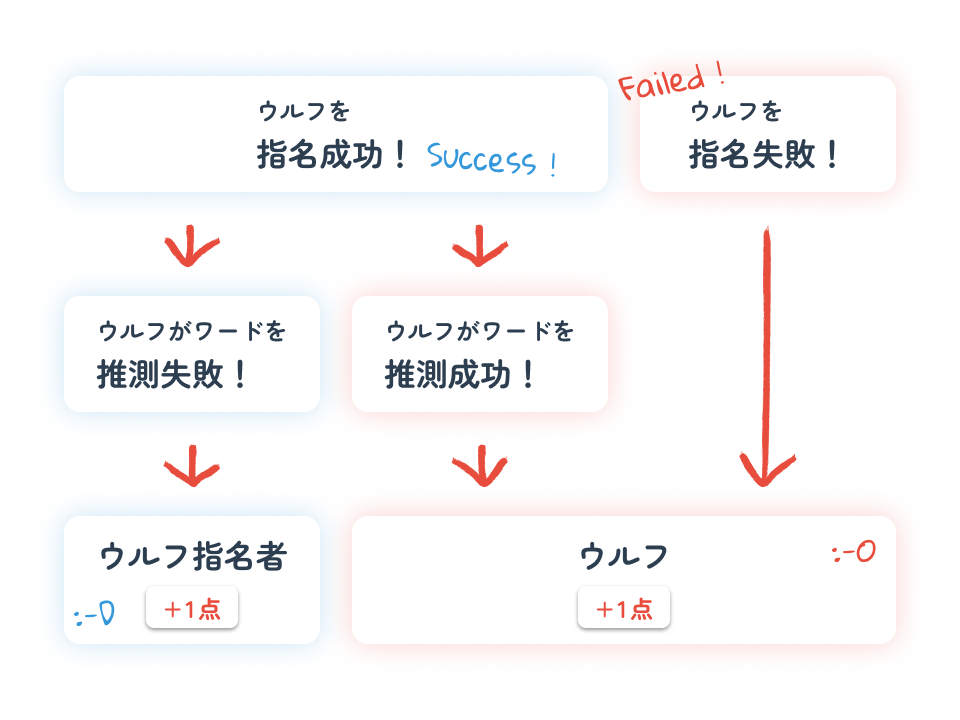 ウルフを
指名成功！ Success !
Failed !
ウルフを
指名失敗！
ウルフがワードを
推測失敗！
ウルフがワードを
推測成功！
ウルフ指名者
:-D
+1点
ウルフ
:-O
+1点